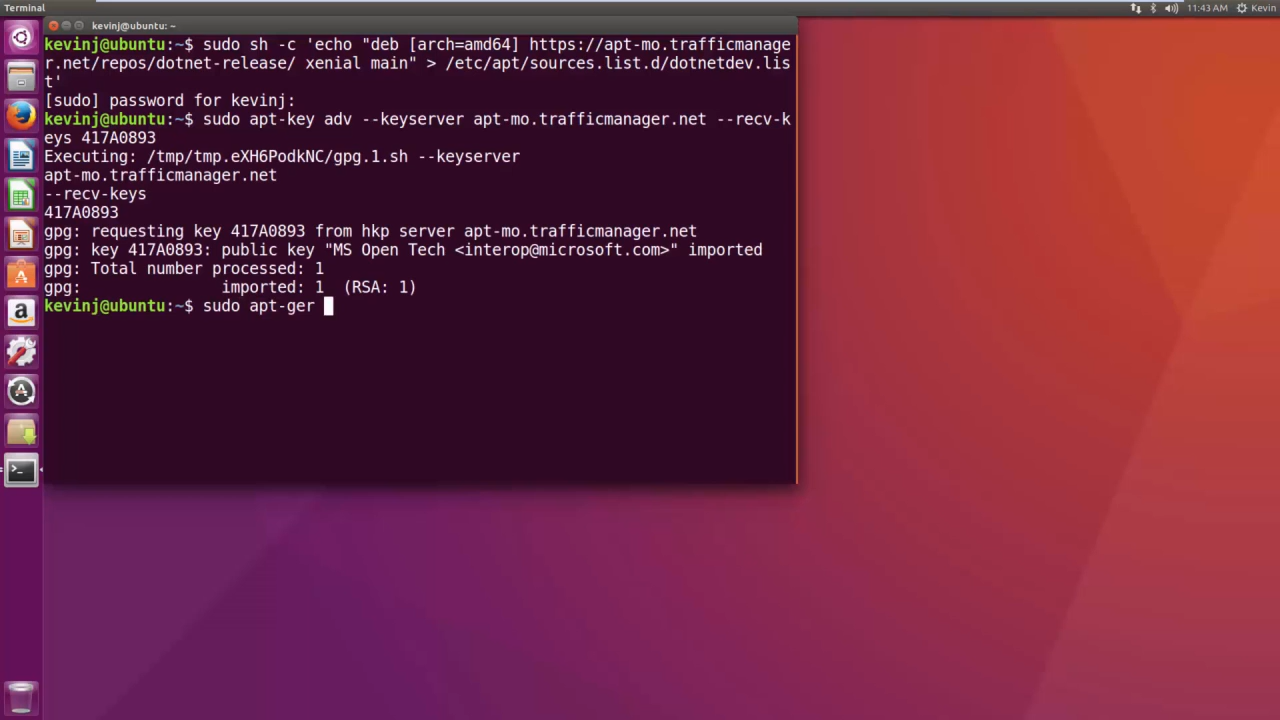 Terminal
11:43 AM
Kevin
kevinj@ubuntu: ~
kevinj@ubuntu:~$ sudo sh -c 'echo "deb [arch=amd64] https://apt-mo.trafficmanage
r.net/repos/dotnet-release/ xenial main" > /etc/apt/sources.list.d/dotnetdev.lis
t'
[sudo] password for kevinj:
kevinj@ubuntu:~$ sudo apt-key adv --keyserver apt-mo.trafficmanager.net --recv-k
eys 417A0893
Executing: /tmp/tmp.eXH6PodkNC/gpg.1.sh --keyserver
apt-mo.trafficmanager.net
--recv-keys
417A0893
gpg: requesting key 417A0893 from hkp server apt-mo.trafficmanager.net
gpg: key 417A0893: public key "MS Open Tech <interop@microsoft.com>" imported
gpg: Total number processed: 1
gpg:               imported: 1  (RSA: 1)
kevinj@ubuntu:~$ sudo apt-ger